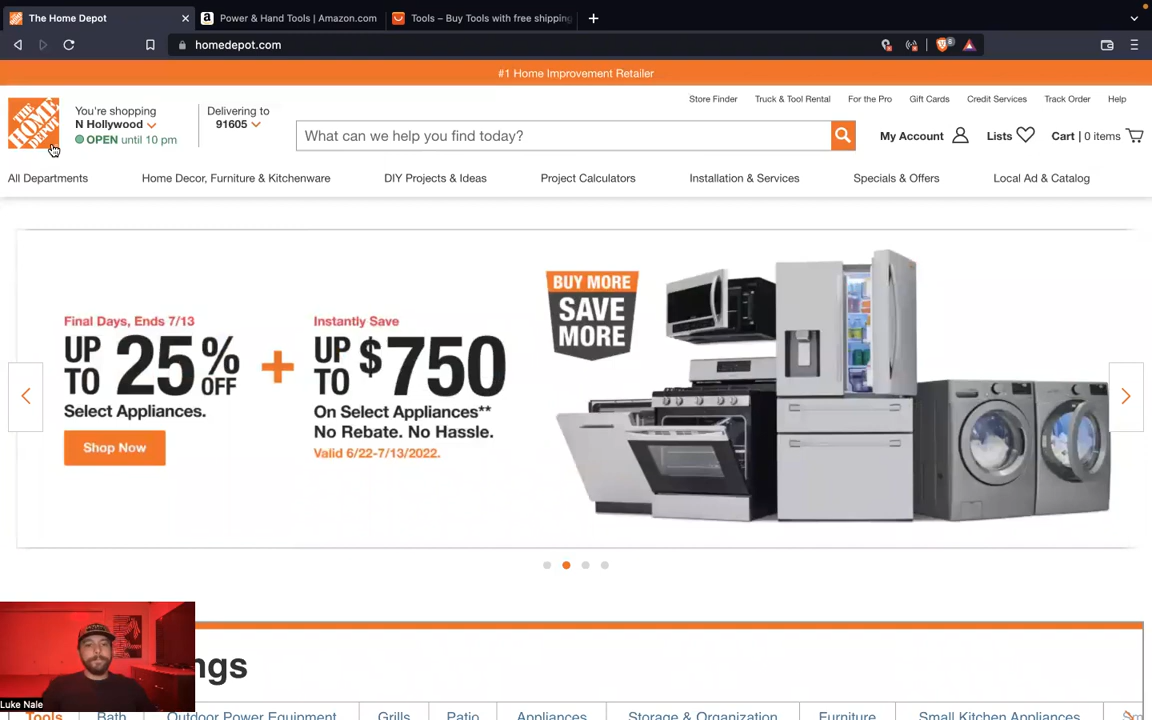 The Home Depot
Power & Hand Tools | Amazon.com
Tools – Buy Tools with free shipping
homedepot.com
8
#1 Home Improvement Retailer
Store Finder Truck & Tool Rental For the Pro Gift Cards Credit Services Track Order Help
THE HOME DEPOT
You're shopping
N Hollywood
OPEN until 10 pm
Delivering to
91605
What can we help you find today?
My Account
Lists
Cart | 0 items
All Departments Home Decor, Furniture & Kitchenware DIY Projects & Ideas Project Calculators Installation & Services Specials & Offers Local Ad & Catalog
Final Days, Ends 7/13
UP TO 25% OFF
Select Appliances.
Shop Now
+
Instantly Save
UP TO $750
On Select Appliances**
No Rebate. No Hassle.
Valid 6/22-7/13/2022.
BUY MORE
SAVE
MORE
ngs
Tools Bath Outdoor Power Equipment Grills Patio Appliances Storage & Organization Furniture Small Kitchen Appliances Sm
Luke Nale